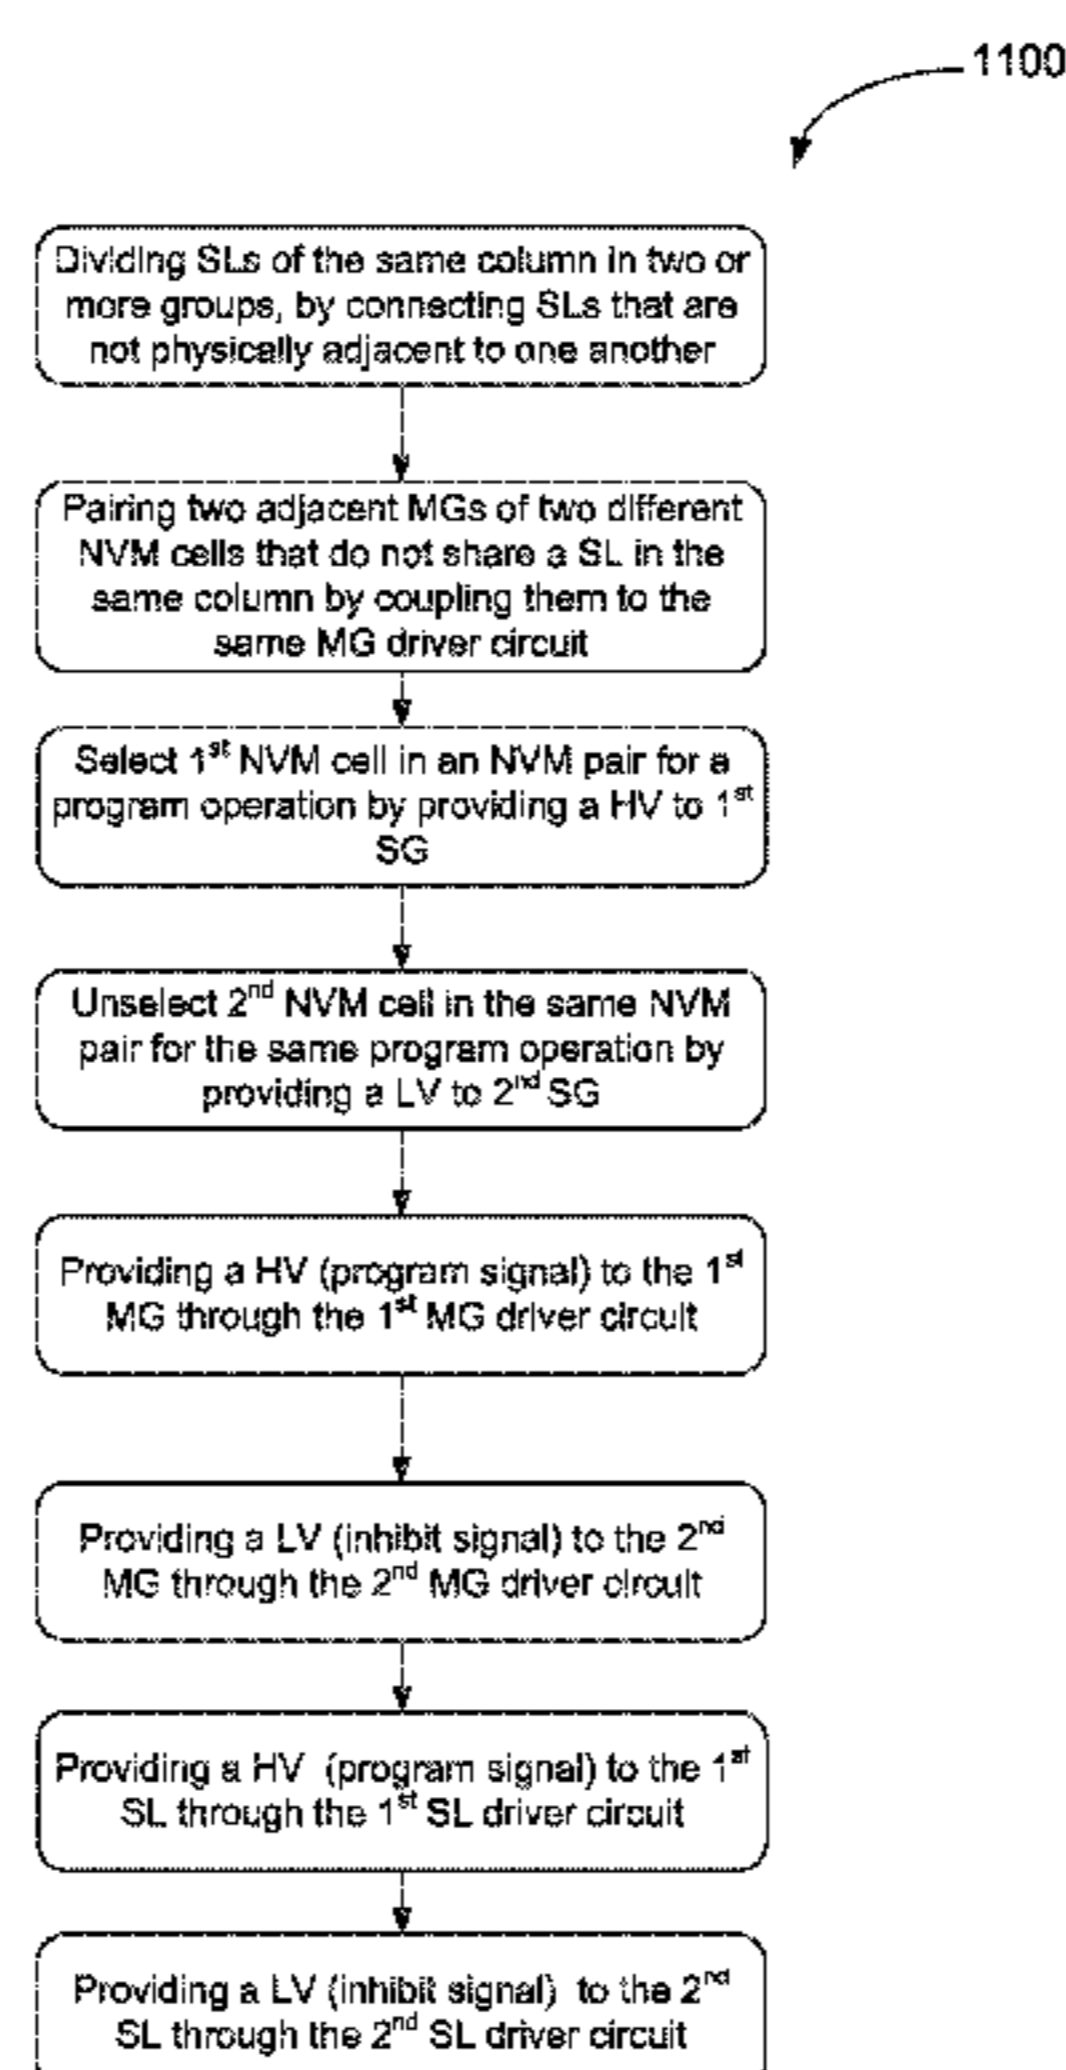 1100
Dividing SLs of the same column in two or
more groups, by connecting SLs that are
not physically adjacent to one another
Pairing two adjacent MGs of two different
NVM cells that do not share a SL in the
same column by coupling them to the
same MG driver circuit
Select 1st NVM cell in an NVM pair for a
program operation by providing a HV to 1st
SG
Unselect 2nd NVM cell in the same NVM
pair for the same program operation by
providing a LV to 2nd SG
Providing a HV (program signal) to the 1st
MG through the 1st MG driver circuit
Providing a LV (inhibit signal) to the 2nd
MG through the 2nd MG driver circuit
Providing a HV (program signal) to the 1st
SL through the 1st SL driver circuit
Providing a LV (inhibit signal) to the 2nd
SL through the 2nd SL driver circuit